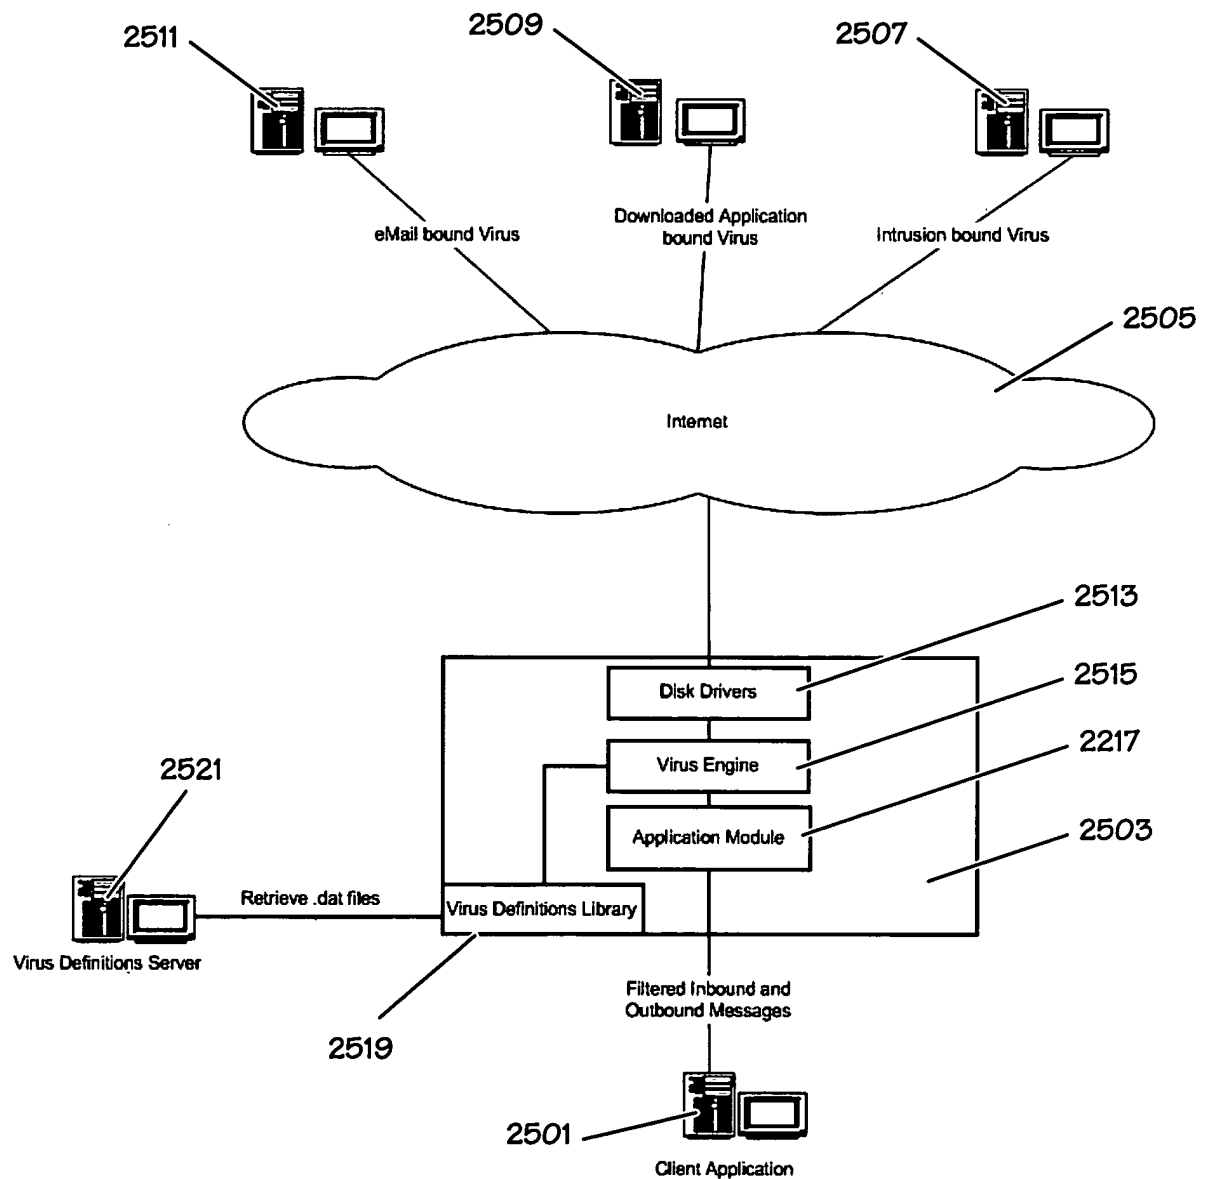 2511
2509
2507
eMail bound Virus
Downloaded Application
bound Virus
Intrusion bound Virus
2505
Internet
2513
Disk Drivers
2515
Virus Engine
2217
Application Module
2503
2521
Retrieve .dat files
Virus Definitions Library
Virus Definitions Server
2519
Filtered Inbound and
Outbound Messages
2501
Client Application